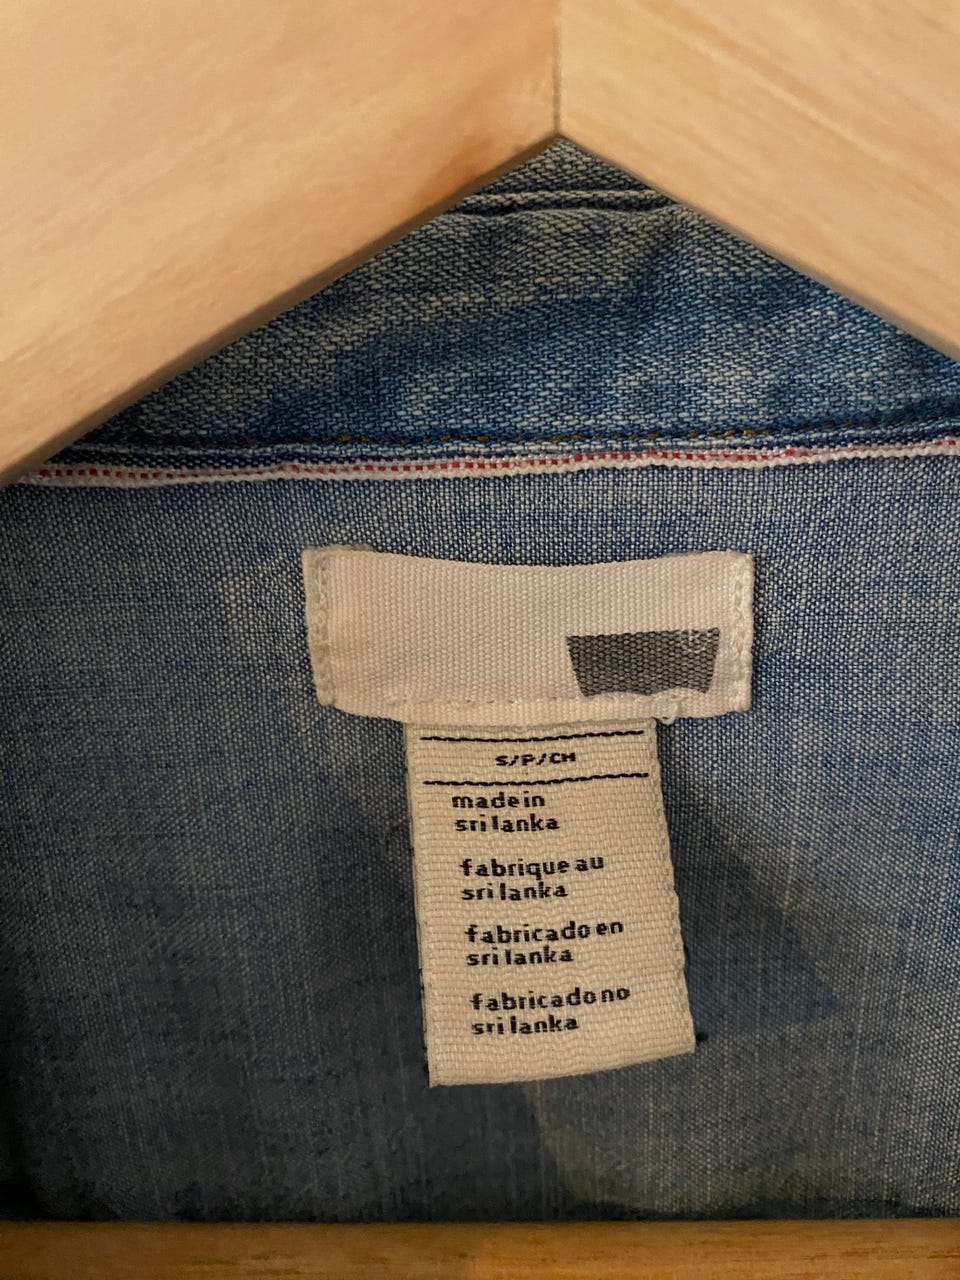 S/P/CH
made in
sri lanka
fabrique au
sri lanka
fabricado en
sri lanka
fabricado no
sri lanka